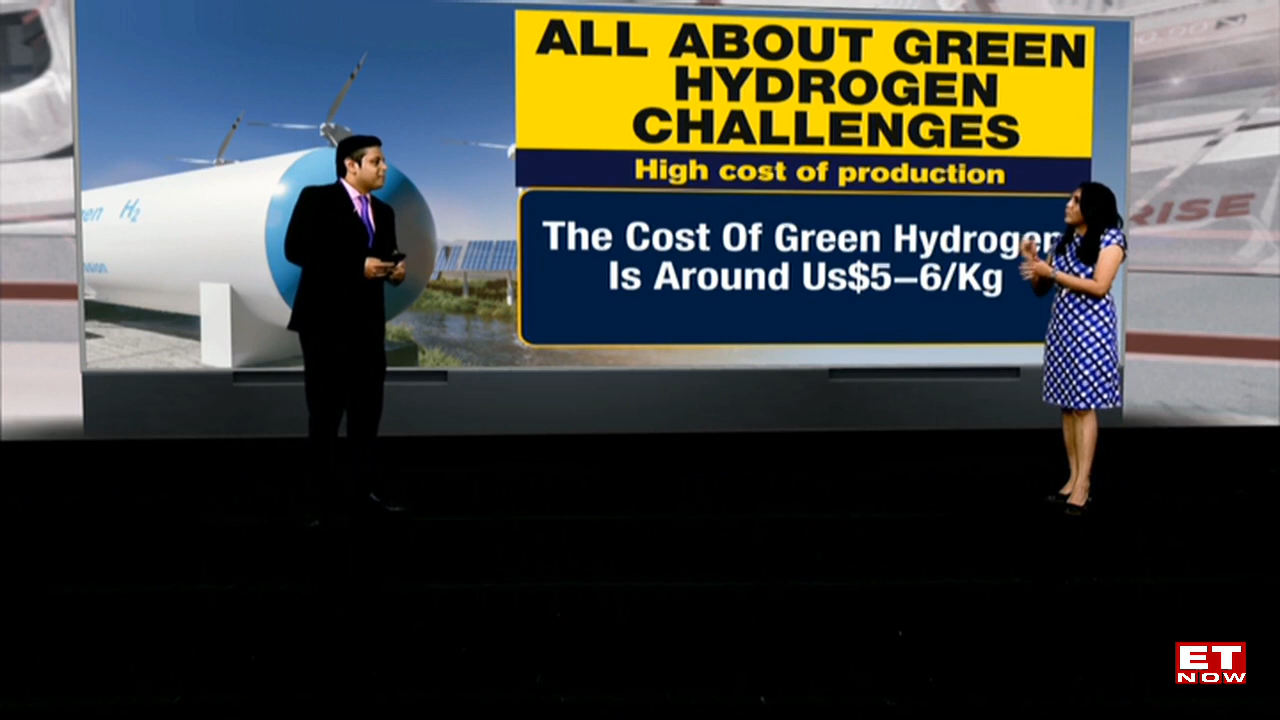 ALL ABOUT GREEN
HYDROGEN
CHALLENGES
High cost of production
The Cost Of Green Hydrogen
Is Around Us$5–6/Kg
H₂
RISE
ET
NOW